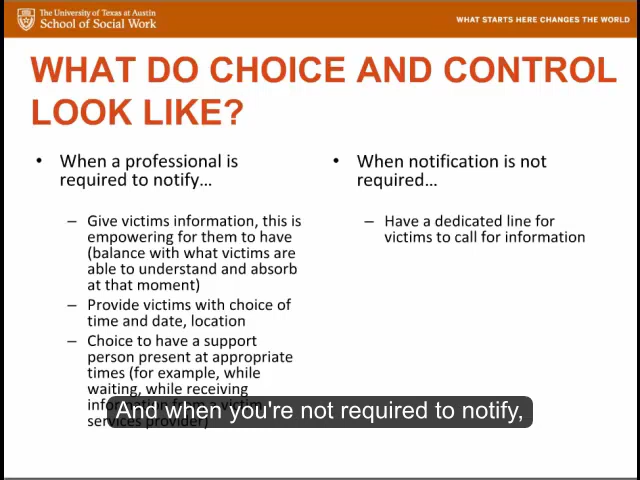 The University of Texas at Austin
School of Social Work
WHAT STARTS HERE CHANGES THE WORLD
WHAT DO CHOICE AND CONTROL
LOOK LIKE?
• When a professional is
required to notify…
– Give victims information, this is
empowering for them to have
(balance with what victims are
able to understand and absorb
at that moment)
– Provide victims with choice of
time and date, location
– Choice to have a support
person present at appropriate
times (for example, while
waiting, while receiving
information from a victim
services provider)
• When notification is not
required…
– Have a dedicated line for
victims to call for information
And when you're not required to notify,